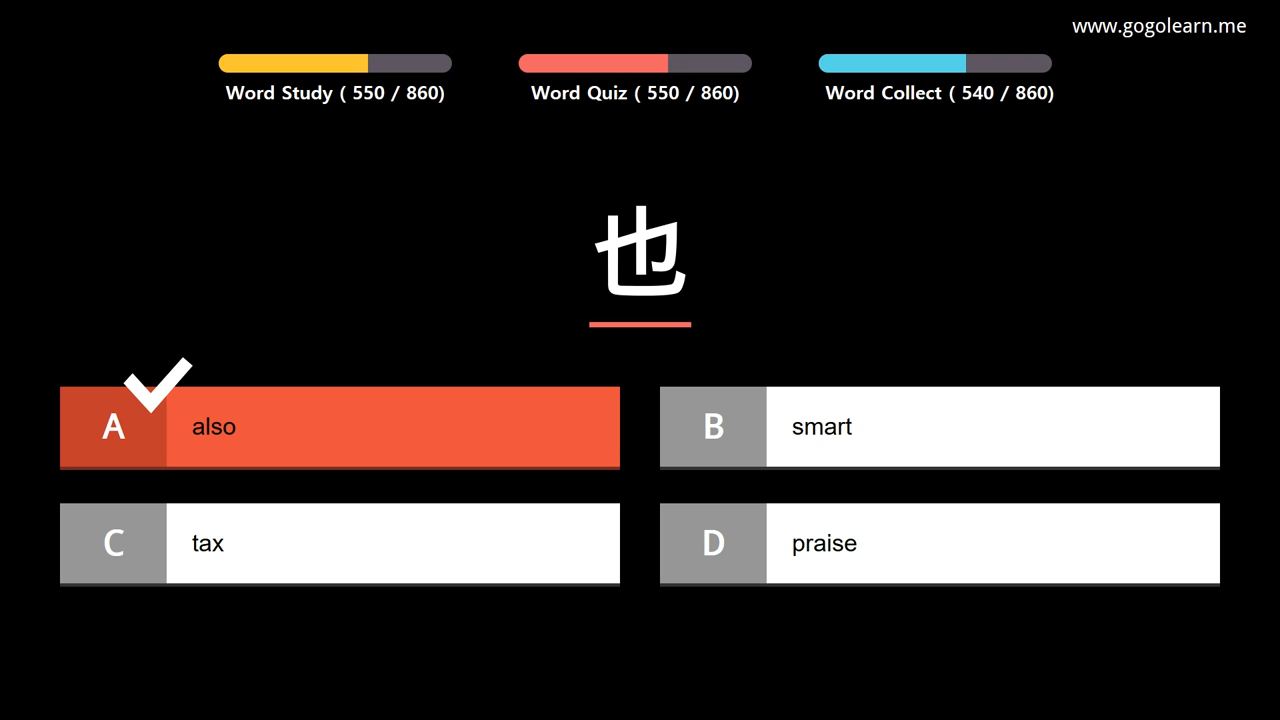 www.gogolearn.me
Word Study ( 550 / 860)
Word Quiz ( 550 / 860)
Word Collect ( 540 / 860)
也
A also
B smart
C tax
D praise